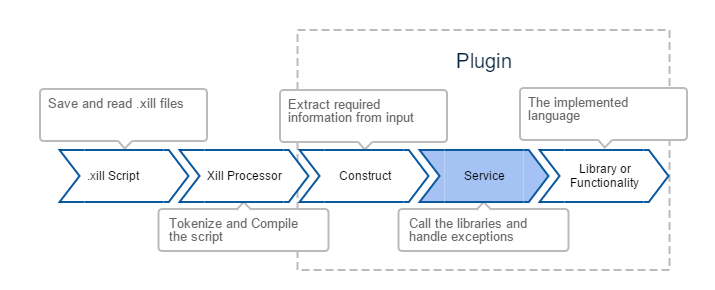 Plugin
Save and read .xill files
Extract required
information from input
The implemented
language
.xill Script
Xill Processor
Construct
Service
Library or
Functionality
Tokenize and Compile
the script
Call the libraries and
handle exceptions